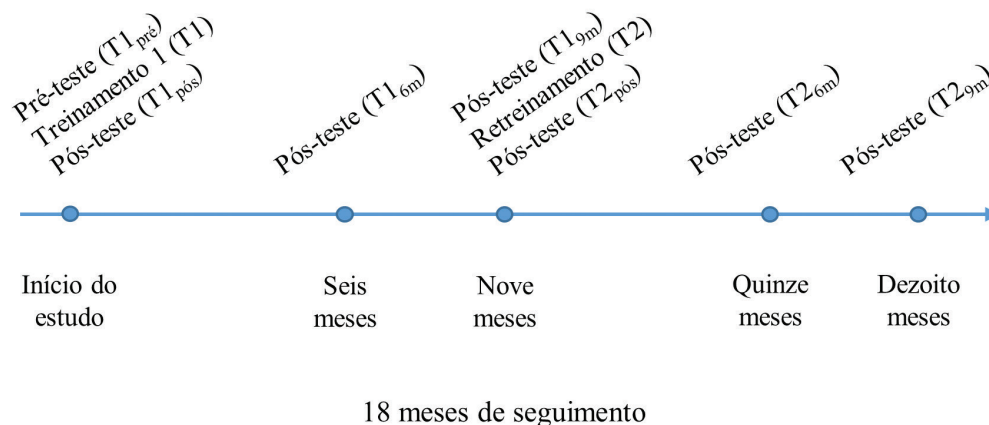 Pré-teste (T1pré)
Treinamento 1 (T1)
Pós-teste (T1pós)
Pós-teste (T16m)
Pós-teste (T19m)
Retreinamento (T2)
Pós-teste (T2pós)
Pós-teste (T26m)
Pós-teste (T29m)
Início do
estudo
Seis
meses
Nove
meses
Quinze
meses
Dezoito
meses
18 meses de seguimento